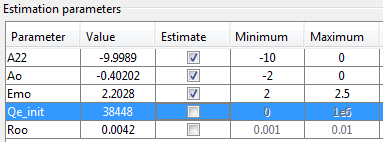 Estimation parameters
Parameter Value Estimate Minimum Maximum
A22 -9.9989 -10 0
Ao -0.40202 -2 0
Emo 2.2028 2 2.5
Qe_init 38448 0 1e6
Roo 0.0042 0.001 0.01